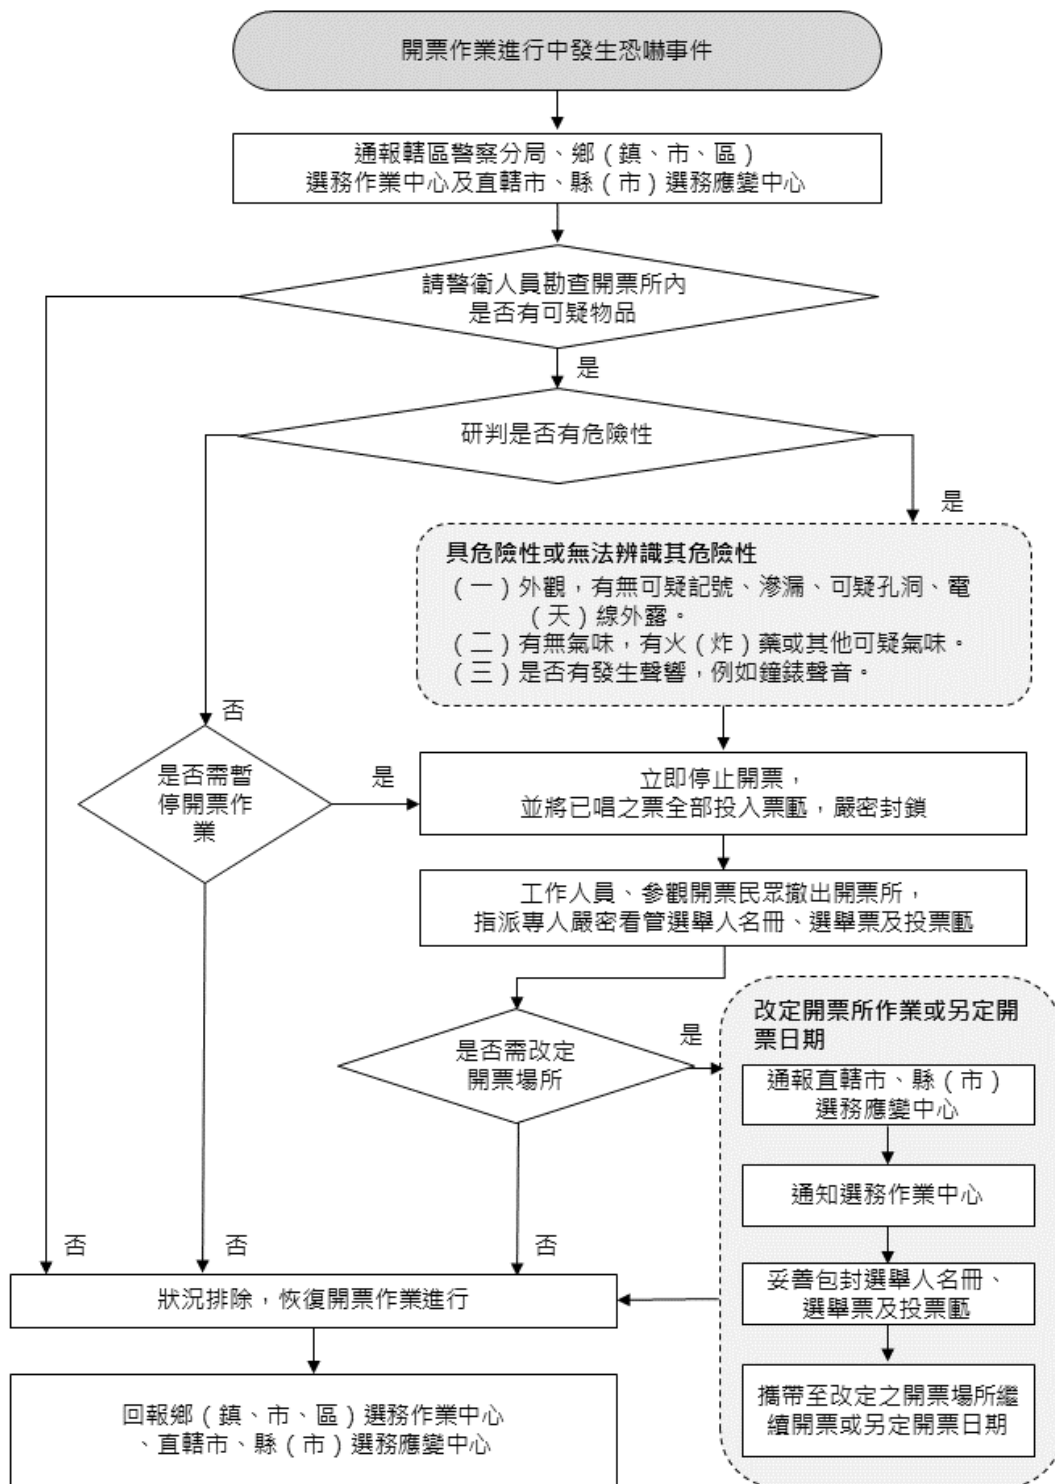 開票作業進行中發生恐嚇事件
通報轄區警察分局、鄉（鎮、市、區）
選務作業中心及直轄市、縣（市）選務應變中心
請警衛人員勘查開票所內
是否有可疑物品
是
研判是否有危險性
是
具危險性或無法辨識其危險性
（一）外觀，有無可疑記號、滲漏、可疑孔洞、電
（天）線外露。
（二）有無氣味，有火（炸）藥或其他可疑氣味。
（三）是否有發生聲響，例如鐘錶聲音。
否
是否需暫
停開票作
業
是
立即停止開票，
並將已唱之票全部投入票匭，嚴密封鎖
工作人員、參觀開票民眾撤出開票所，
指派專人嚴密看管選舉人名冊、選舉票及投票匭
是否需改定
開票場所
是
改定開票所作業或另定開
票日期
通報直轄市、縣（市）
選務應變中心
通知選務作業中心
妥善包封選舉人名冊、
選舉票及投票匭
攜帶至改定之開票場所繼
續開票或另定開票日期
否
否
否
狀況排除，恢復開票作業進行
回報鄉（鎮、市、區）選務作業中心
、直轄市、縣（市）選務應變中心